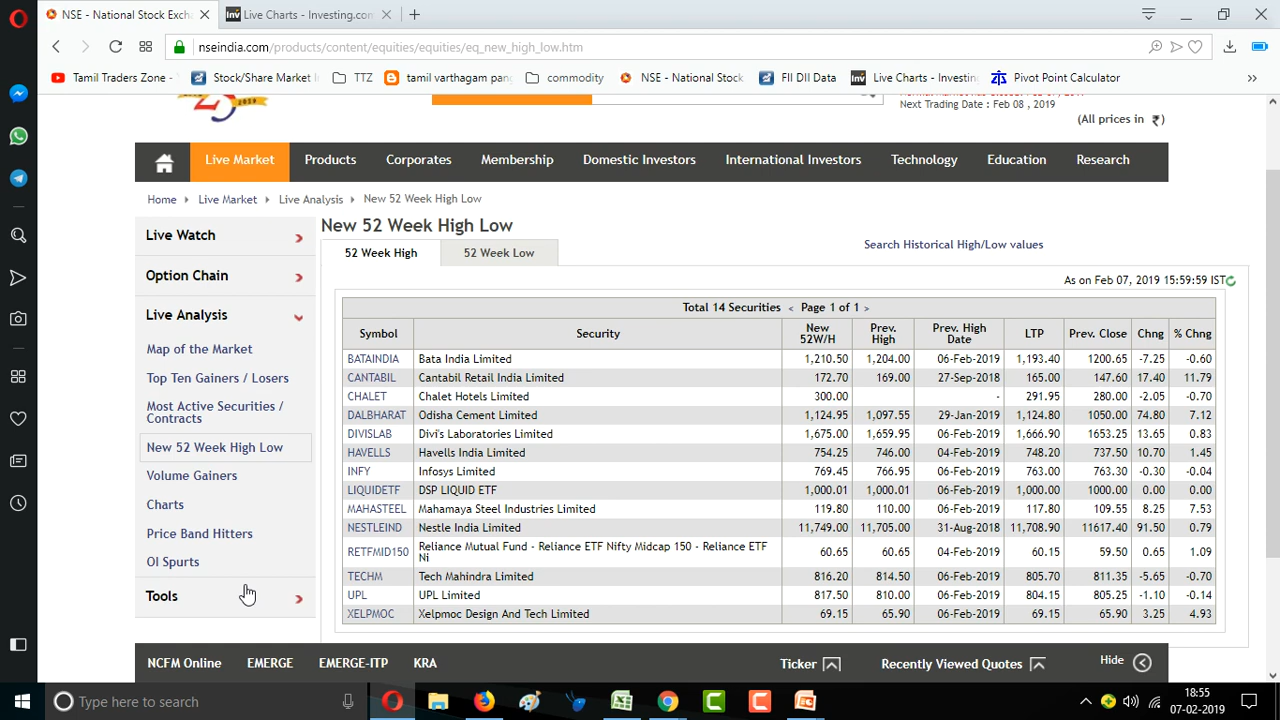 NSE - National Stock Excha
Live Charts - Investing.com
nseindia.com/products/content/equities/equities/eq_new_high_low.htm
Tamil Traders Zone - Stock/Share Market TTZ tamil varthagam pan commodity NSE - National Stock FII DII Data Live Charts - Investin Pivot Point Calculator
Next Trading Date : Feb 08 , 2019
(All prices in ₹)
Live Market Products Corporates Membership Domestic Investors International Investors Technology Education Research
Home Live Market Live Analysis New 52 Week High Low
Live Watch
Option Chain
Live Analysis
Map of the Market
Top Ten Gainers / Losers
Most Active Securities /
Contracts
New 52 Week High Low
Volume Gainers
Charts
Price Band Hitters
OI Spurts
Tools
New 52 Week High Low
52 Week High 52 Week Low
Search Historical High/Low values
As on Feb 07, 2019 15:59:59 IST
Total 14 Securities < Page 1 of 1 >
Symbol Security New 52W/H Prev. High Prev. High Date LTP Prev. Close Chng % Chng
BATAINDIA Bata India Limited 1,210.50 1,204.00 06-Feb-2019 1,193.40 1200.65 -7.25 -0.60
CANTABIL Cantabil Retail India Limited 172.70 169.00 27-Sep-2018 165.00 147.60 17.40 11.79
CHALET Chalet Hotels Limited 300.00 - 291.95 280.00 -2.05 -0.70
DALBHARAT Odisha Cement Limited 1,124.95 1,097.55 29-Jan-2019 1,124.80 1050.00 74.80 7.12
DIVISLAB Divi's Laboratories Limited 1,675.00 1,659.95 06-Feb-2019 1,666.90 1653.25 13.65 0.83
HAVELLS Havells India Limited 754.25 746.00 04-Feb-2019 748.20 737.50 10.70 1.45
INFY Infosys Limited 769.45 766.95 06-Feb-2019 763.00 763.30 -0.30 -0.04
LIQUIDETF DSP LIQUID ETF 1,000.01 1,000.01 06-Feb-2019 1,000.00 1000.00 0.00 0.00
MAHASTEEL Mahamaya Steel Industries Limited 119.80 110.00 06-Feb-2019 117.80 109.55 8.25 7.53
NESTLEIND Nestle India Limited 11,749.00 11,705.00 31-Aug-2018 11,708.90 11617.40 91.50 0.79
RETFMID150 Reliance Mutual Fund - Reliance ETF Nifty Midcap 150 - Reliance ETF Ni 60.65 60.65 04-Feb-2019 60.15 59.50 0.65 1.09
TECHM Tech Mahindra Limited 816.20 814.50 06-Feb-2019 805.70 811.35 -5.65 -0.70
UPL UPL Limited 817.50 810.00 06-Feb-2019 804.15 805.25 -1.10 -0.14
XELPMOC Xelpmoc Design And Tech Limited 69.15 65.90 06-Feb-2019 69.15 65.90 3.25 4.93
NCFM Online EMERGE EMERGE-ITP KRA Ticker Recently Viewed Quotes Hide
Type here to search
18:55
07-02-2019